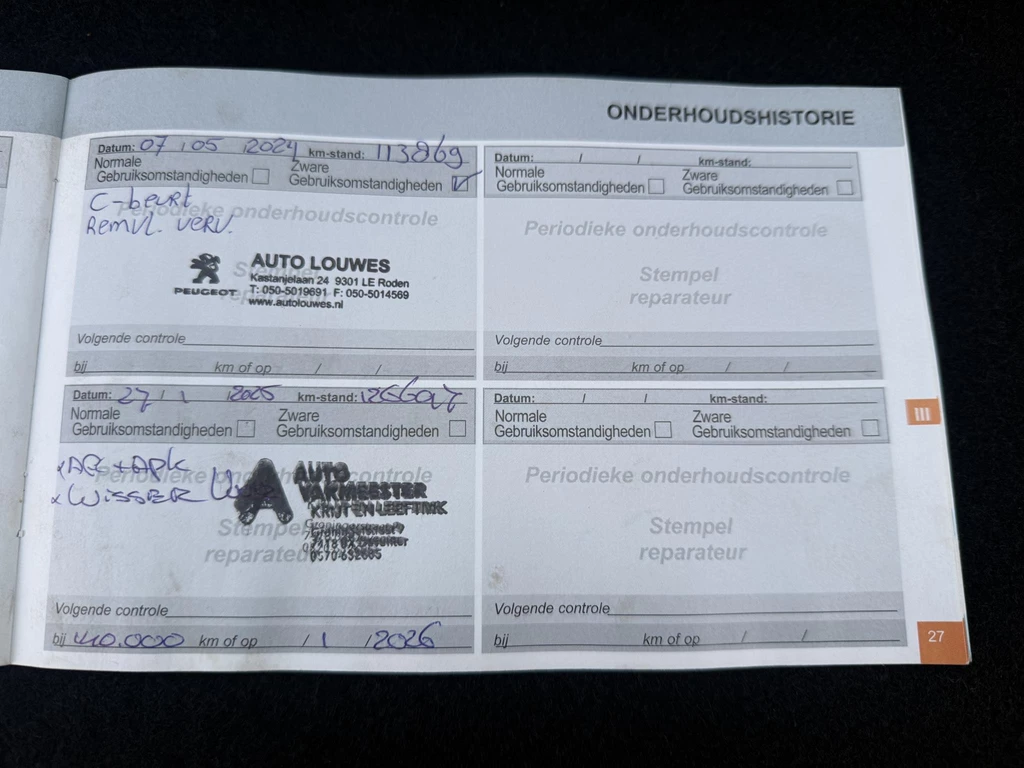 ONDERHOUDSHISTORIE
Datum: 07 / 05 / 2024 km-stand: 113869
Normale Zware
Gebruiksomstandigheden Gebruiksomstandigheden
C-beurt
Remvl. verv.
Periodieke onderhoudscontrole
AUTO LOUWES
Kastanjelaan 24 9301 LE Roden
PEUGEOT T: 050-5019691 F: 050-5014569
www.autolouwes.nl
Volgende controle
bij km of op / /
Datum: / / km-stand:
Normale Zware
Gebruiksomstandigheden Gebruiksomstandigheden
Periodieke onderhoudscontrole
Stempel
reparateur
Volgende controle
bij km of op / /
Datum: 27 / 1 / 2025 km-stand:
Normale Zware
Gebruiksomstandigheden Gebruiksomstandigheden
+ APK
Periodieke onderhoudscontrole
WISSER
AUTO
VAKMEESTER
KRIJT EN LEEFTINK
Stempel
reparateur
0570-632685
Volgende controle
bij 140.000 km of op / 1 / 2026
Datum: / / km-stand:
Normale Zware
Gebruiksomstandigheden Gebruiksomstandigheden
Periodieke onderhoudscontrole
Stempel
reparateur
Volgende controle
bij km of op / /
III
27